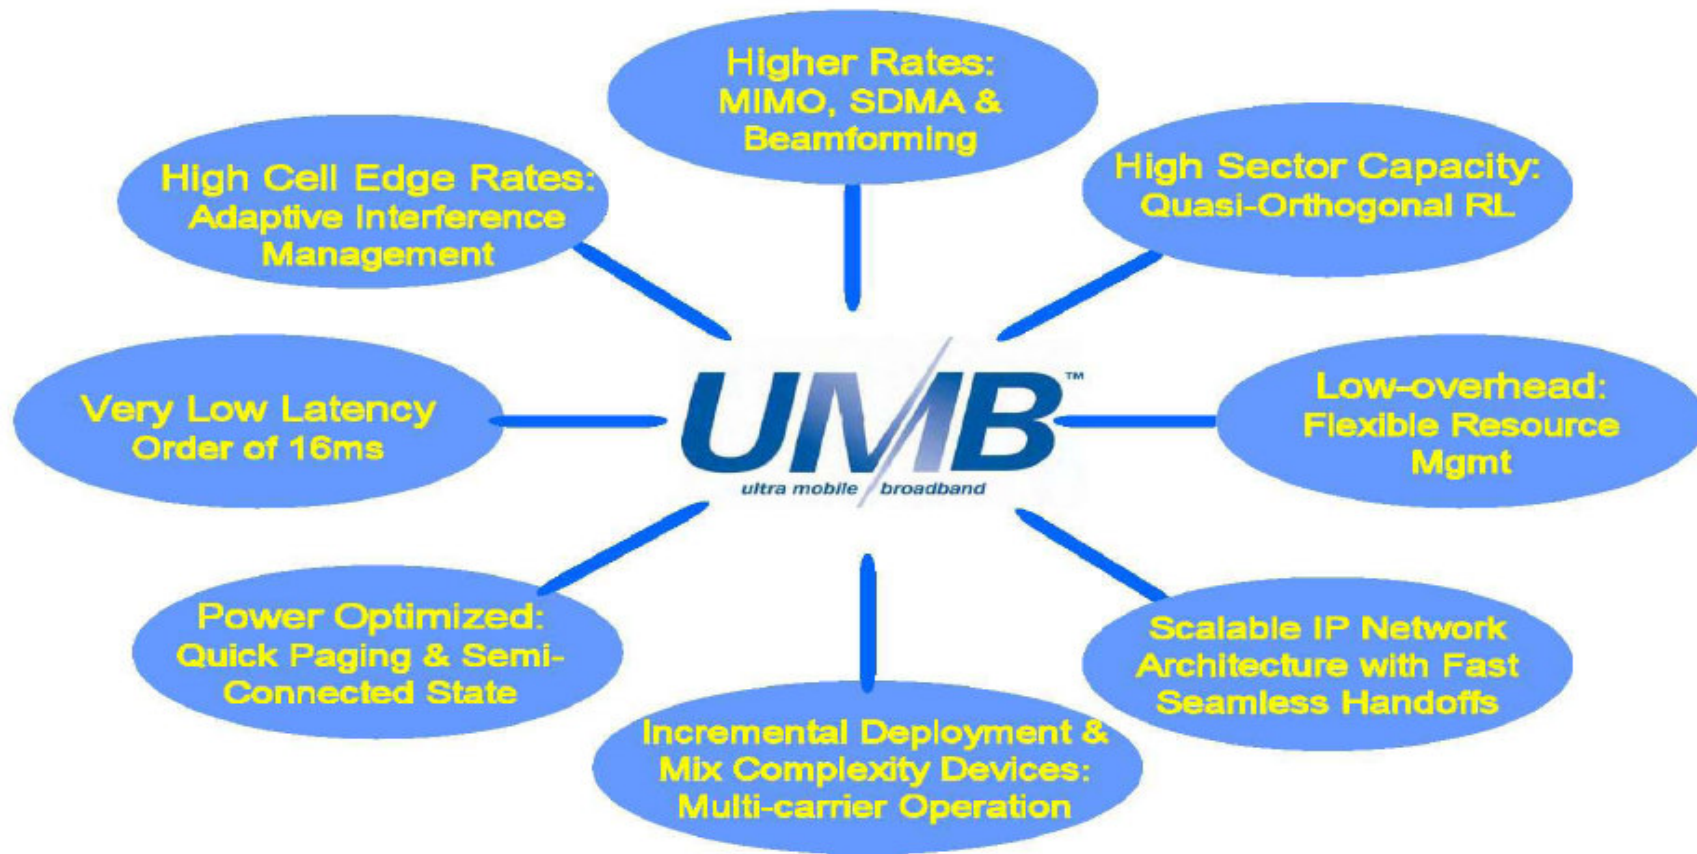 Higher Rates:
MIMO, SDMA &
Beamforming
High Sector Capacity:
Quasi-Orthogonal RL
Low-overhead:
Flexible Resource
Mgmt
Scalable IP Network
Architecture with Fast
Seamless Handoffs
Incremental Deployment &
Mix Complexity Devices:
Multi-carrier Operation
Power Optimized:
Quick Paging & Semi-
Connected State
Very Low Latency
Order of 16ms
High Cell Edge Rates:
Adaptive Interference
Management
UMB™
ultra mobile broadband